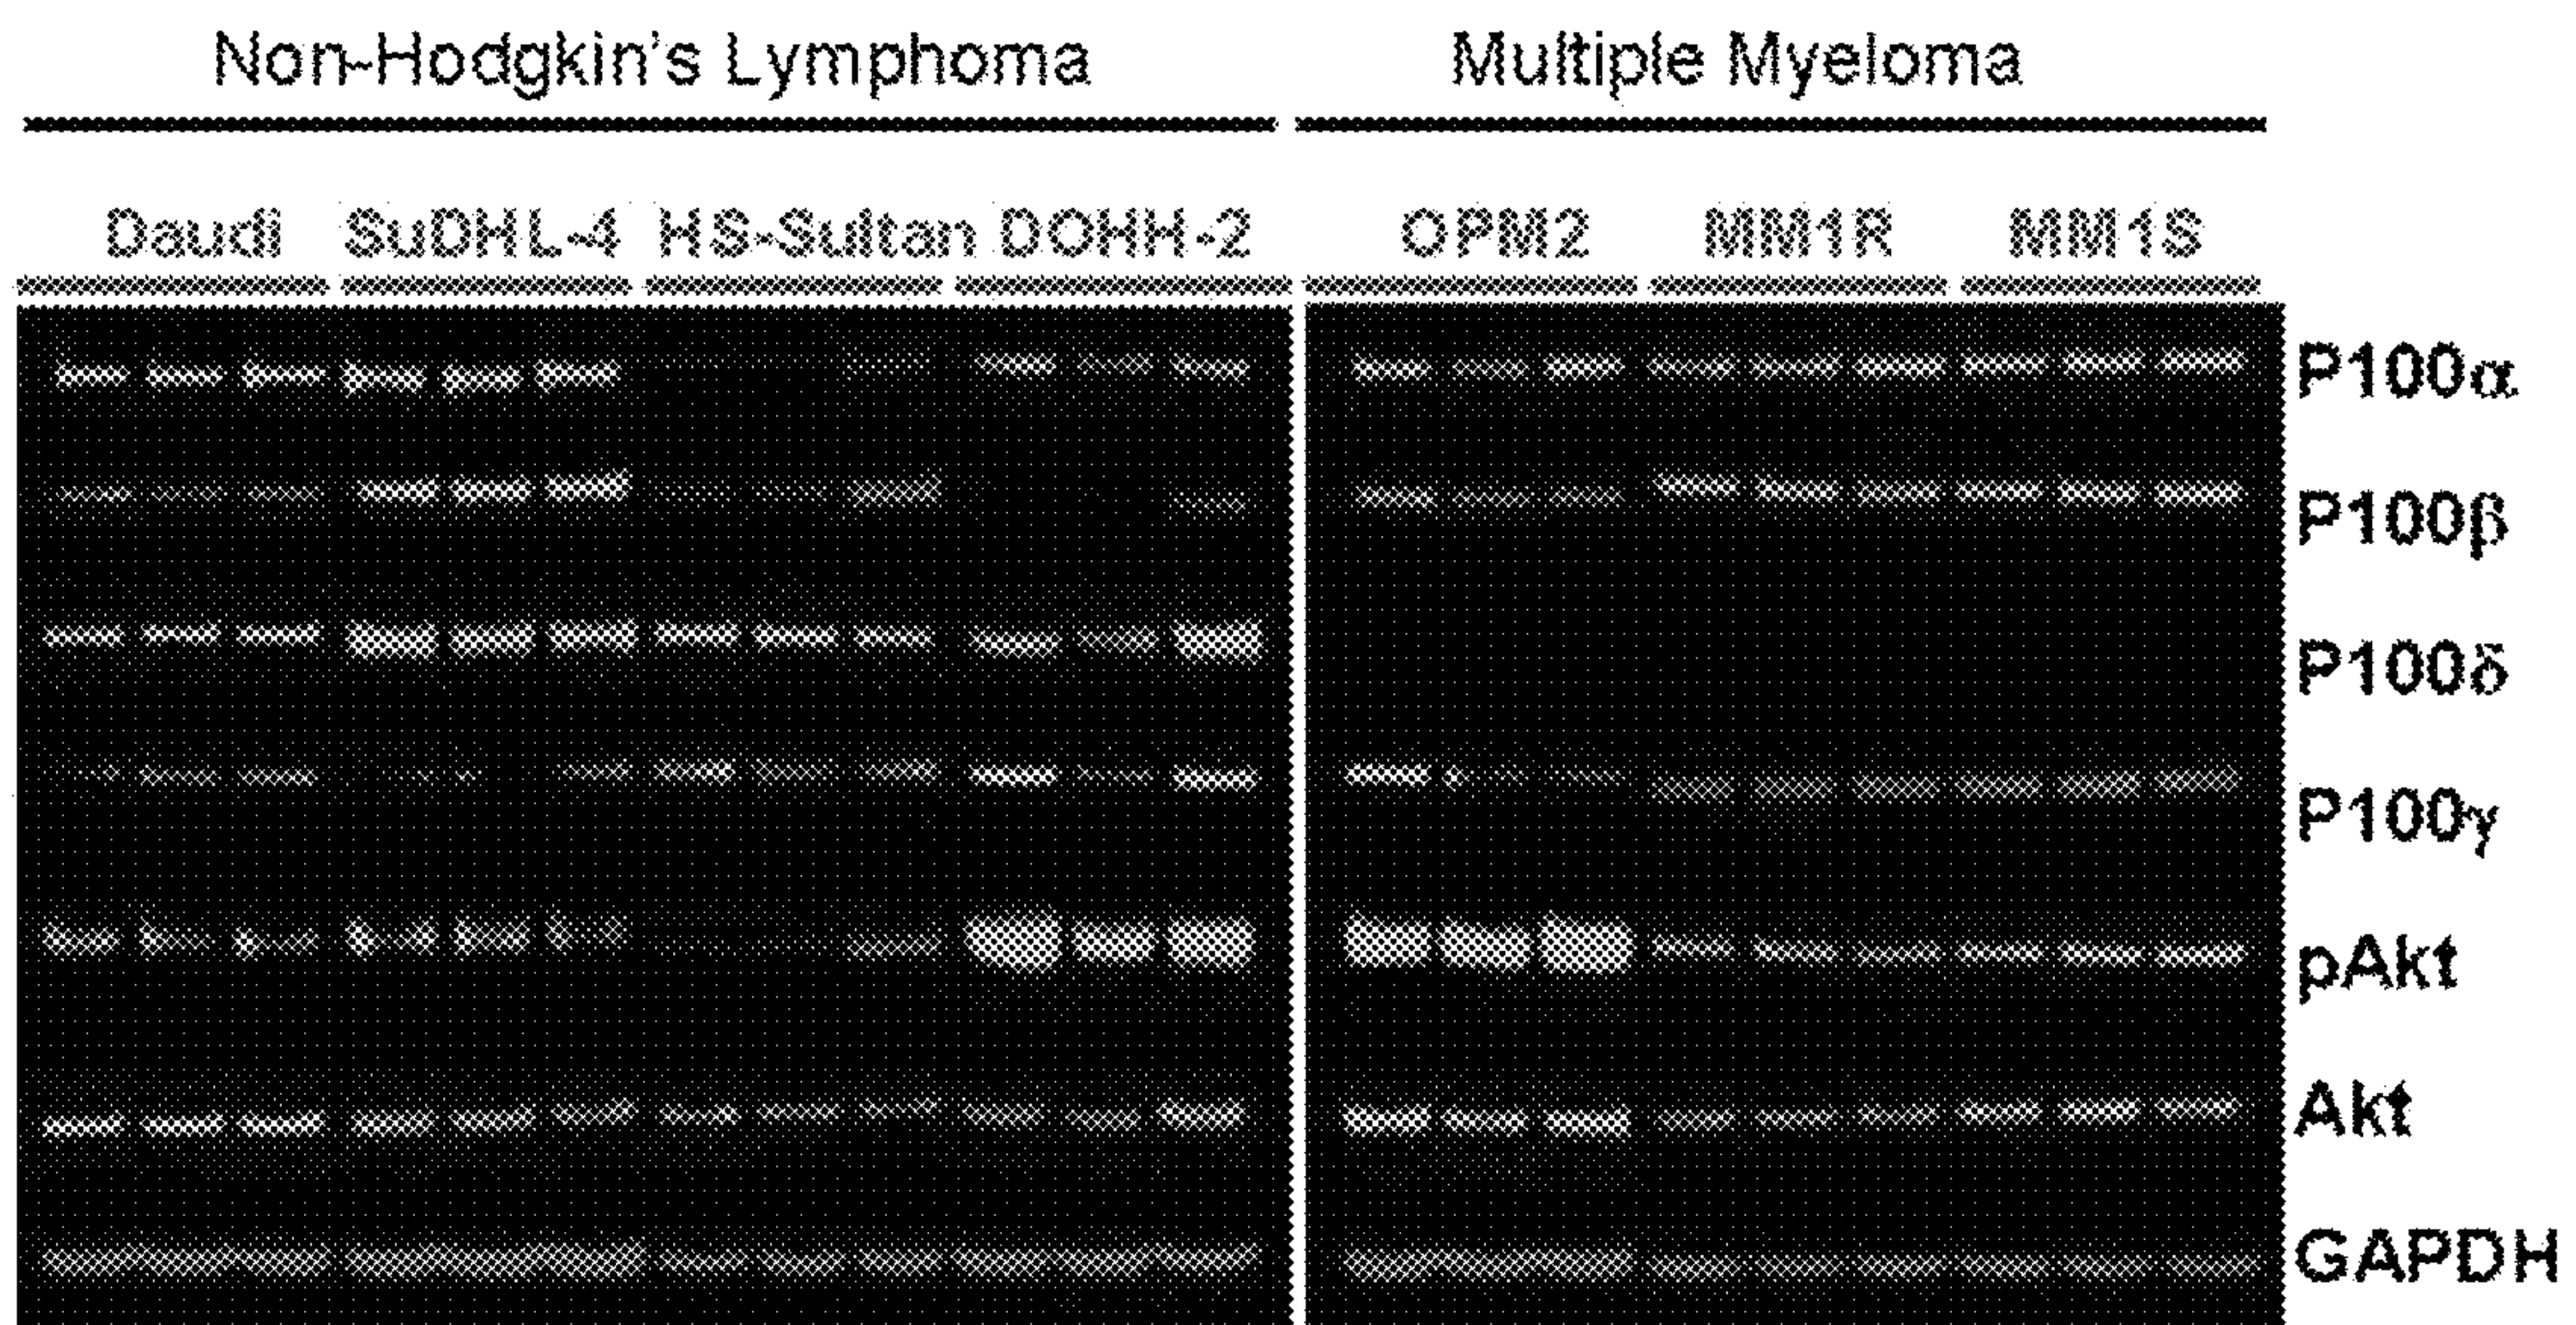 Non-Hodgkin's Lymphoma Multiple Myeloma
Daudi SuDHL-4 HS-Sultan DOHH-2 OPM2 MM1R MM1S
P100α
P100β
P100δ
P100γ
pAkt
Akt
GAPDH